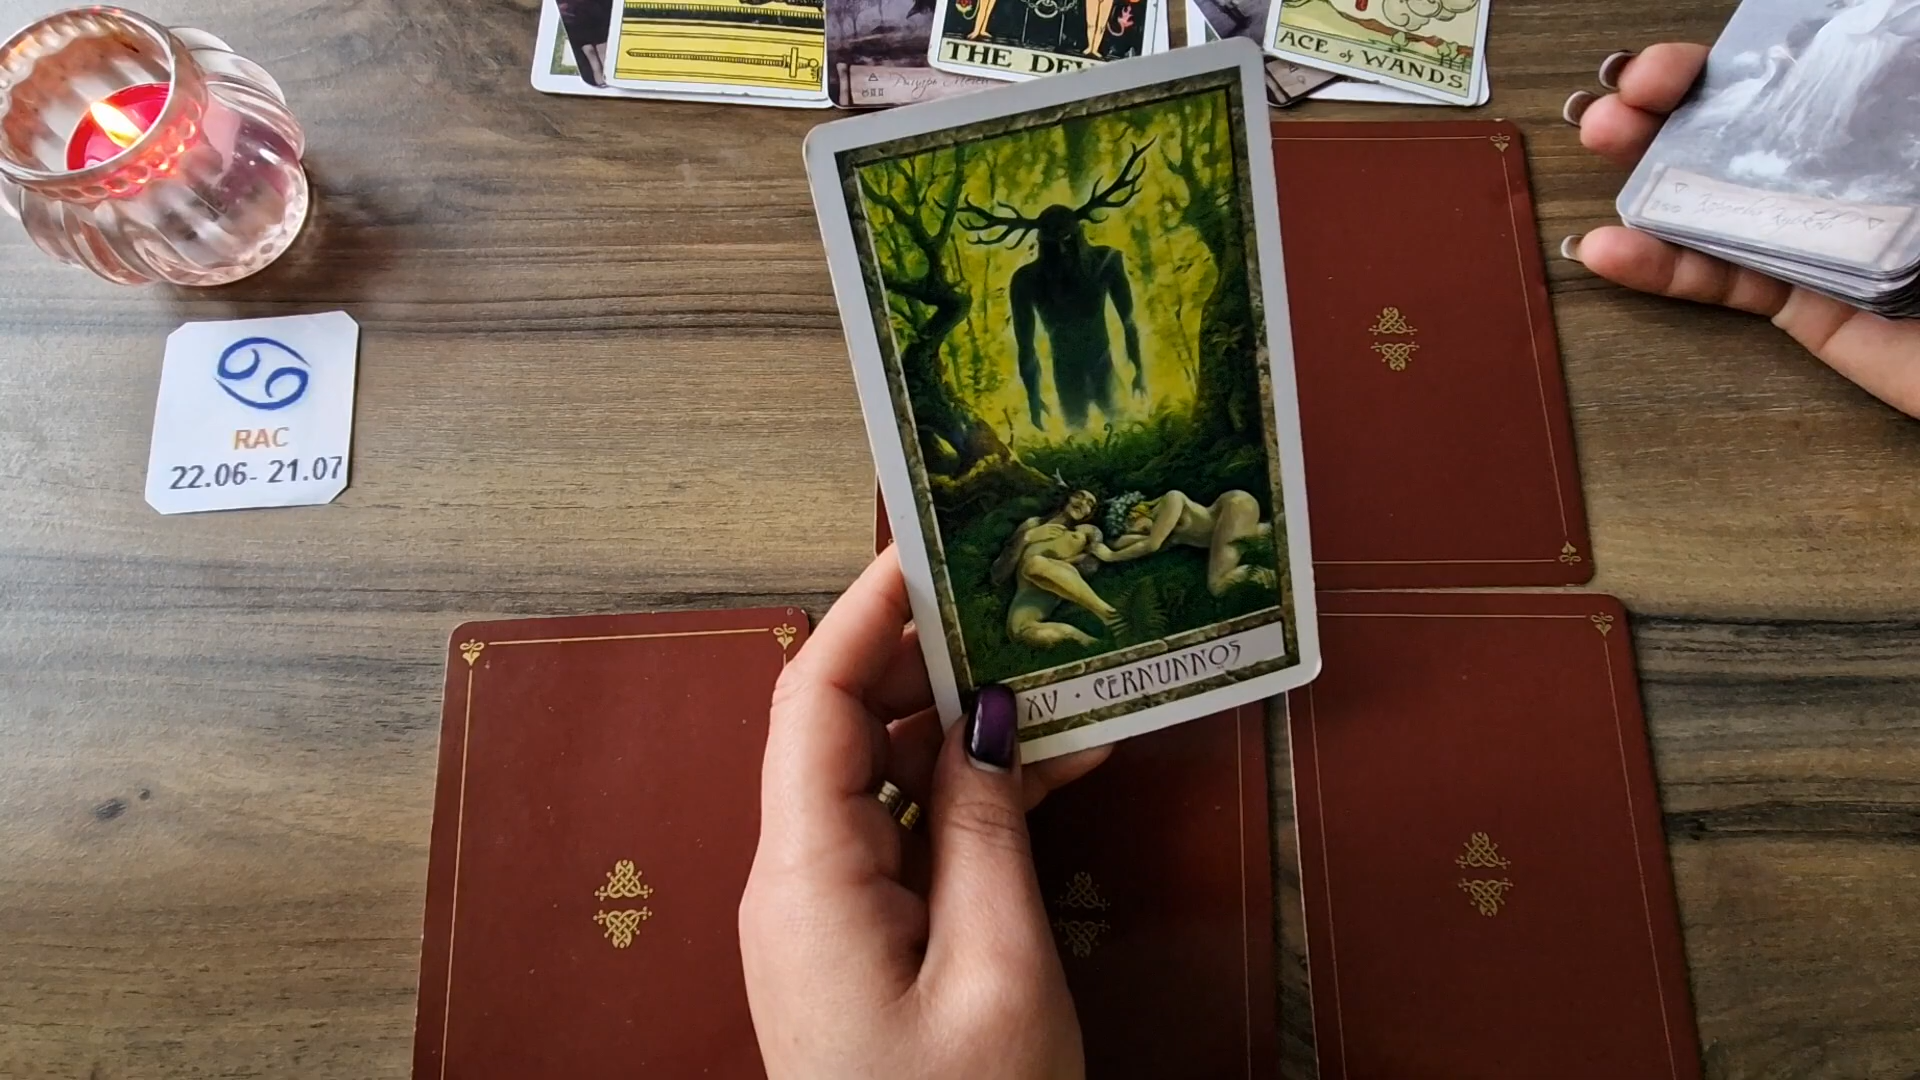 THE DEV
ACE of WANDS.
RAC
22.06- 21.07
XV · CERNUNNOS